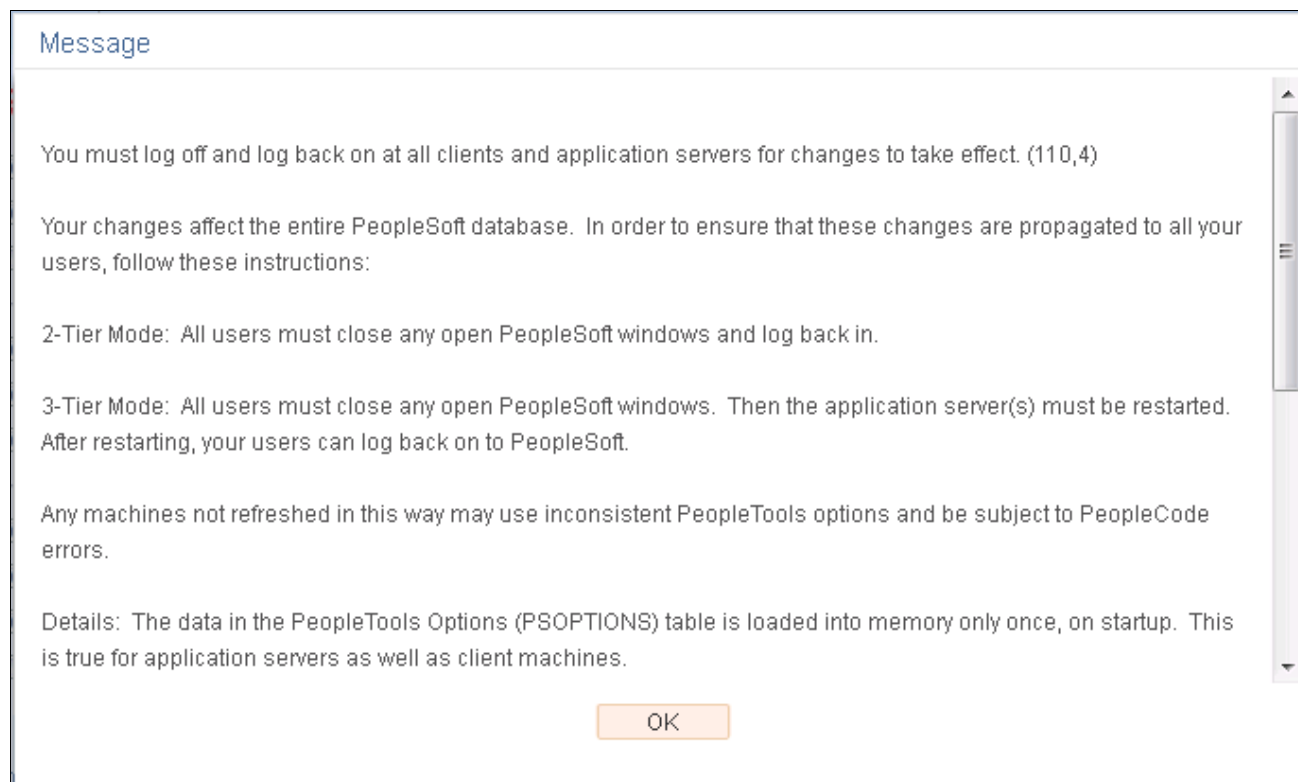 Message
You must log off and log back on at all clients and application servers for changes to take effect. (110,4)
Your changes affect the entire PeopleSoft database.  In order to ensure that these changes are propagated to all your
users, follow these instructions:
2-Tier Mode:  All users must close any open PeopleSoft windows and log back in.
3-Tier Mode:  All users must close any open PeopleSoft windows.  Then the application server(s) must be restarted.
After restarting, your users can log back on to PeopleSoft.
Any machines not refreshed in this way may use inconsistent PeopleTools options and be subject to PeopleCode
errors.
Details:  The data in the PeopleTools Options (PSOPTIONS) table is loaded into memory only once, on startup.  This
is true for application servers as well as client machines.
OK